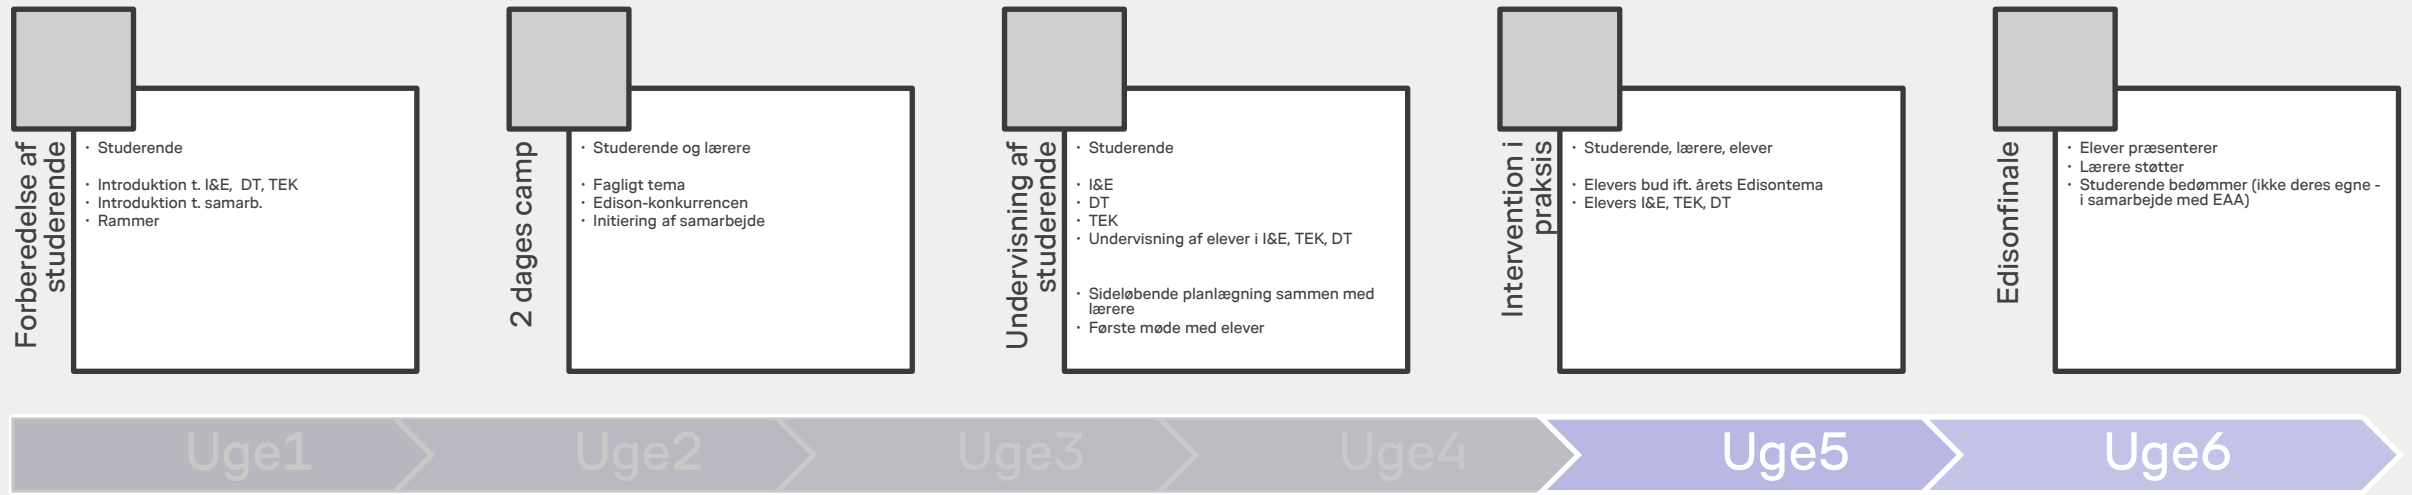 Forberedelse af
studerende
· Studerende
· Introduktion t. I&E, DT, TEK
· Introduktion t. samarb.
· Rammer
2 dages camp
· Studerende og lærere
· Fagligt tema
· Edison-konkurrencen
· Initiering af samarbejde
Undervisning af
studerende
· Studerende
· I&E
· DT
· TEK
· Undervisning af elever i I&E, TEK, DT
· Sideløbende planlægning sammen med
lærere
· Første møde med elever
Intervention i
praksis
· Studerende, lærere, elever
· Elevers bud ift. årets Edisontema
· Elevers I&E, TEK, DT
Edisonfinale
· Elever præsenterer
· Lærere støtter
· Studerende bedømmer (ikke deres egne -
i samarbejde med EAA)
Uge1
Uge2
Uge3
Uge4
Uge5
Uge6